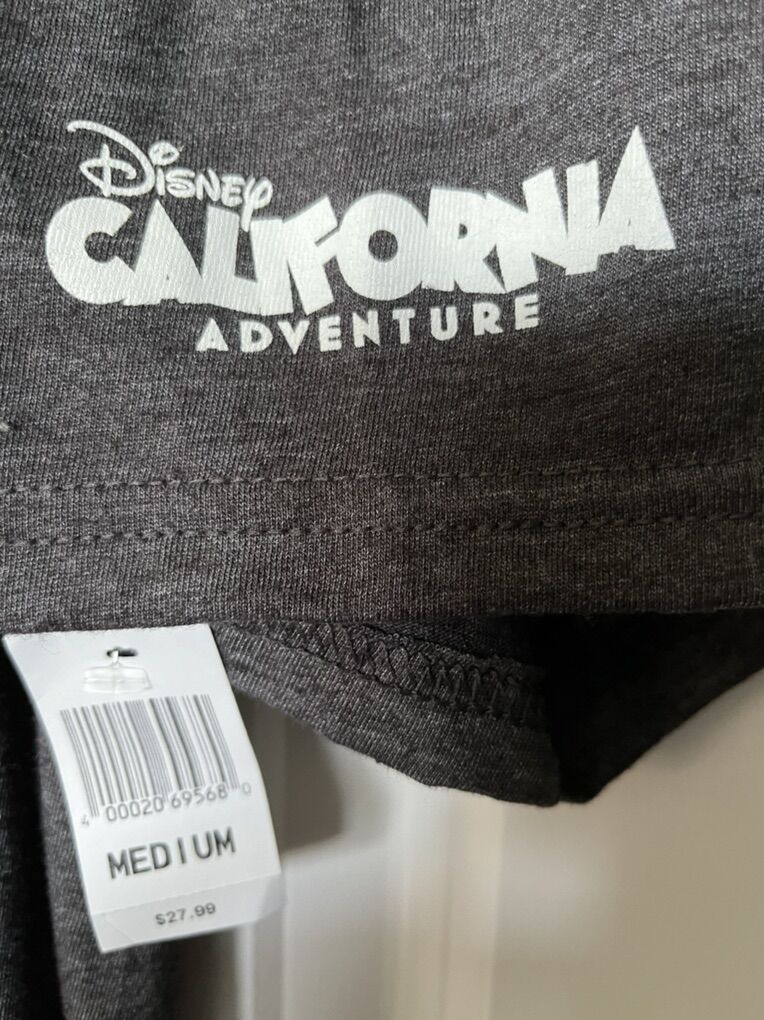 Disney
CALIFORNIA
ADVENTURE
4 00020 69568 0
MEDIUM
$27.99